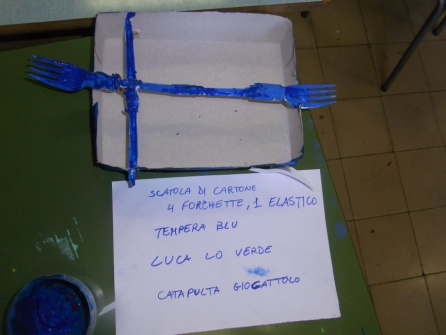 SCATOLA DI CARTONE
4 FORCHETTE, 1 ELASTICO
TEMPERA BLU
LUCA LO VERDE
CATAPULTA GIOCATTOLO